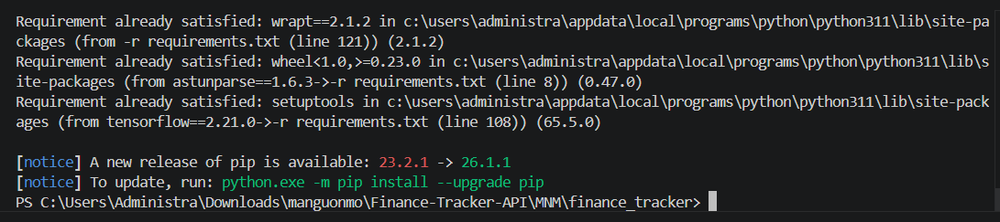 Requirement already satisfied: wrapt==2.1.2 in c:\users\administra\appdata\local\programs\python\python311\lib\site-pa
ckages (from -r requirements.txt (line 121)) (2.1.2)
Requirement already satisfied: wheel<1.0,>=0.23.0 in c:\users\administra\appdata\local\programs\python\python311\lib\s
ite-packages (from astunparse==1.6.3->-r requirements.txt (line 8)) (0.47.0)
Requirement already satisfied: setuptools in c:\users\administra\appdata\local\programs\python\python311\lib\site-pack
ages (from tensorflow==2.21.0->-r requirements.txt (line 108)) (65.5.0)

[notice] A new release of pip is available: 23.2.1 -> 26.1.1
[notice] To update, run: python.exe -m pip install --upgrade pip
PS C:\Users\Administra\Downloads\manguonmo\Finance-Tracker-API\MNM\finance_tracker>